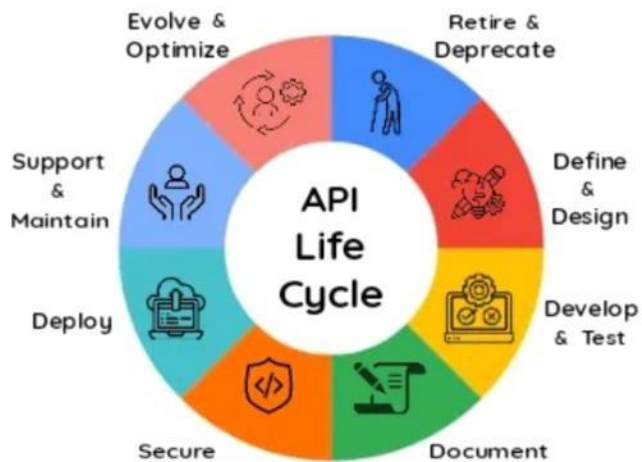 Evolve &
Optimize
Retire &
Deprecate
Support
&
Maintain
API
Life
Cycle
Define
&
Design
Deploy
Develop
& Test
Secure
Document